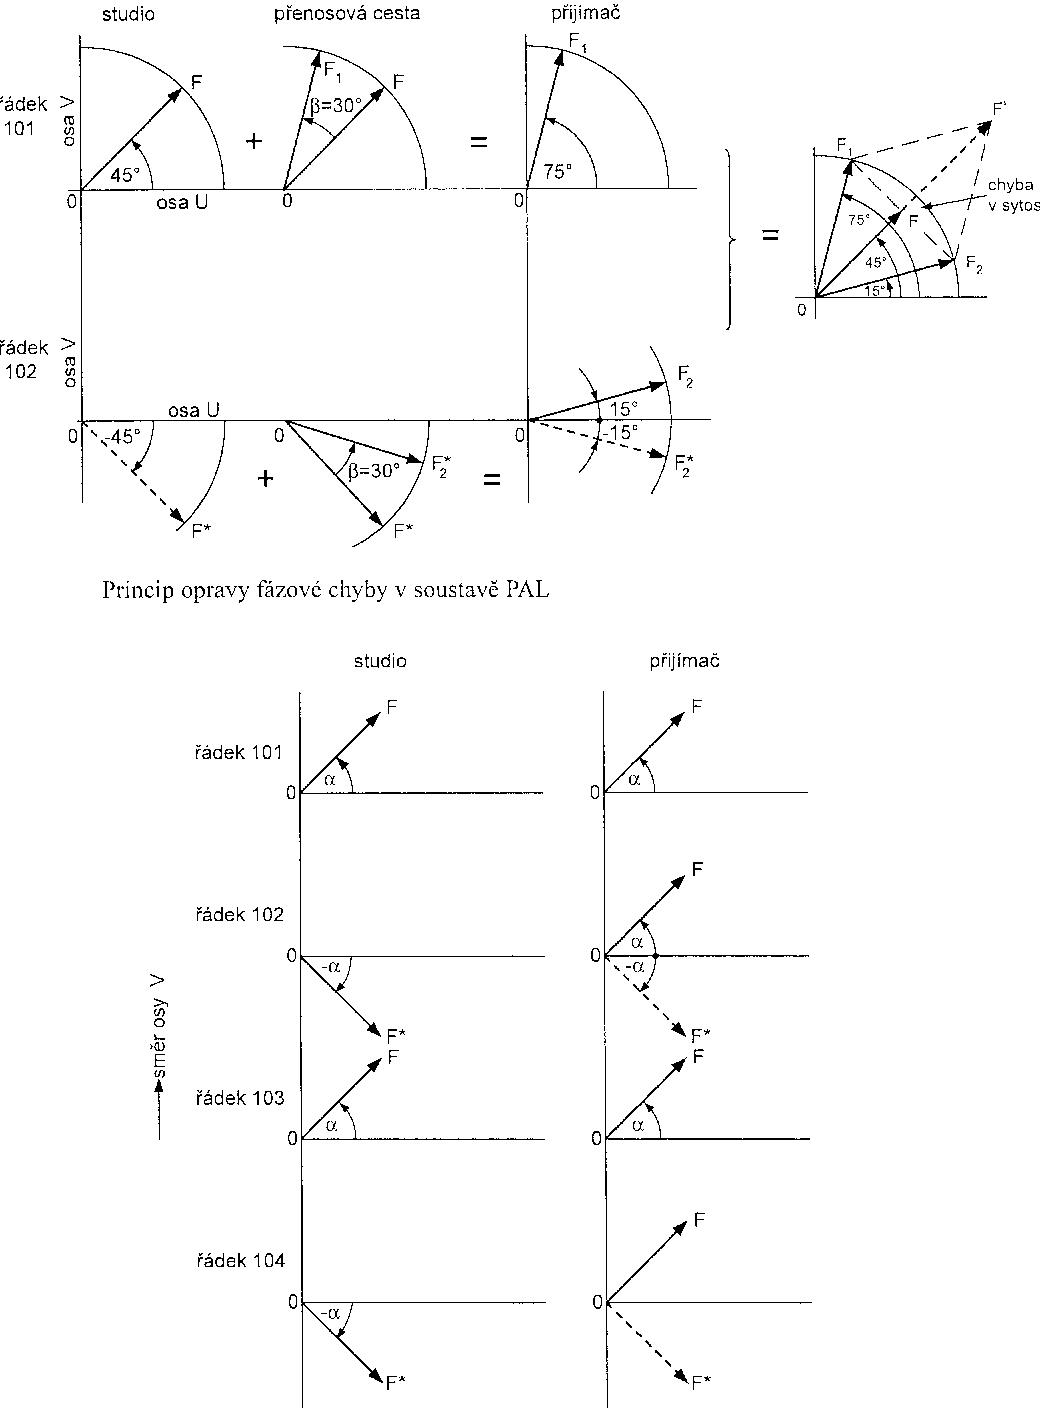 studio
přenosová cesta
přijímač
řádek
101
osa V
F
45°
0
osa U
+
F1
F
β=30°
0
=
F1
75°
0
F'
F1
chyba
v sytos
F
75°
45°
F2
15°
0
=
řádek
102
osa V
osa U
0
-45°
F*
+
0
β=30°
F2*
F*
=
F2
15°
-15°
0
F2*
Princip opravy fázové chyby v soustavě PAL
studio
přijímač
řádek 101
F
α
0
F
α
0
řádek 102
0
-α
F*
F
α
0
-α
F*
směr osy V
řádek 103
F
α
0
F
α
0
řádek 104
0
-α
F*
F
0
F*